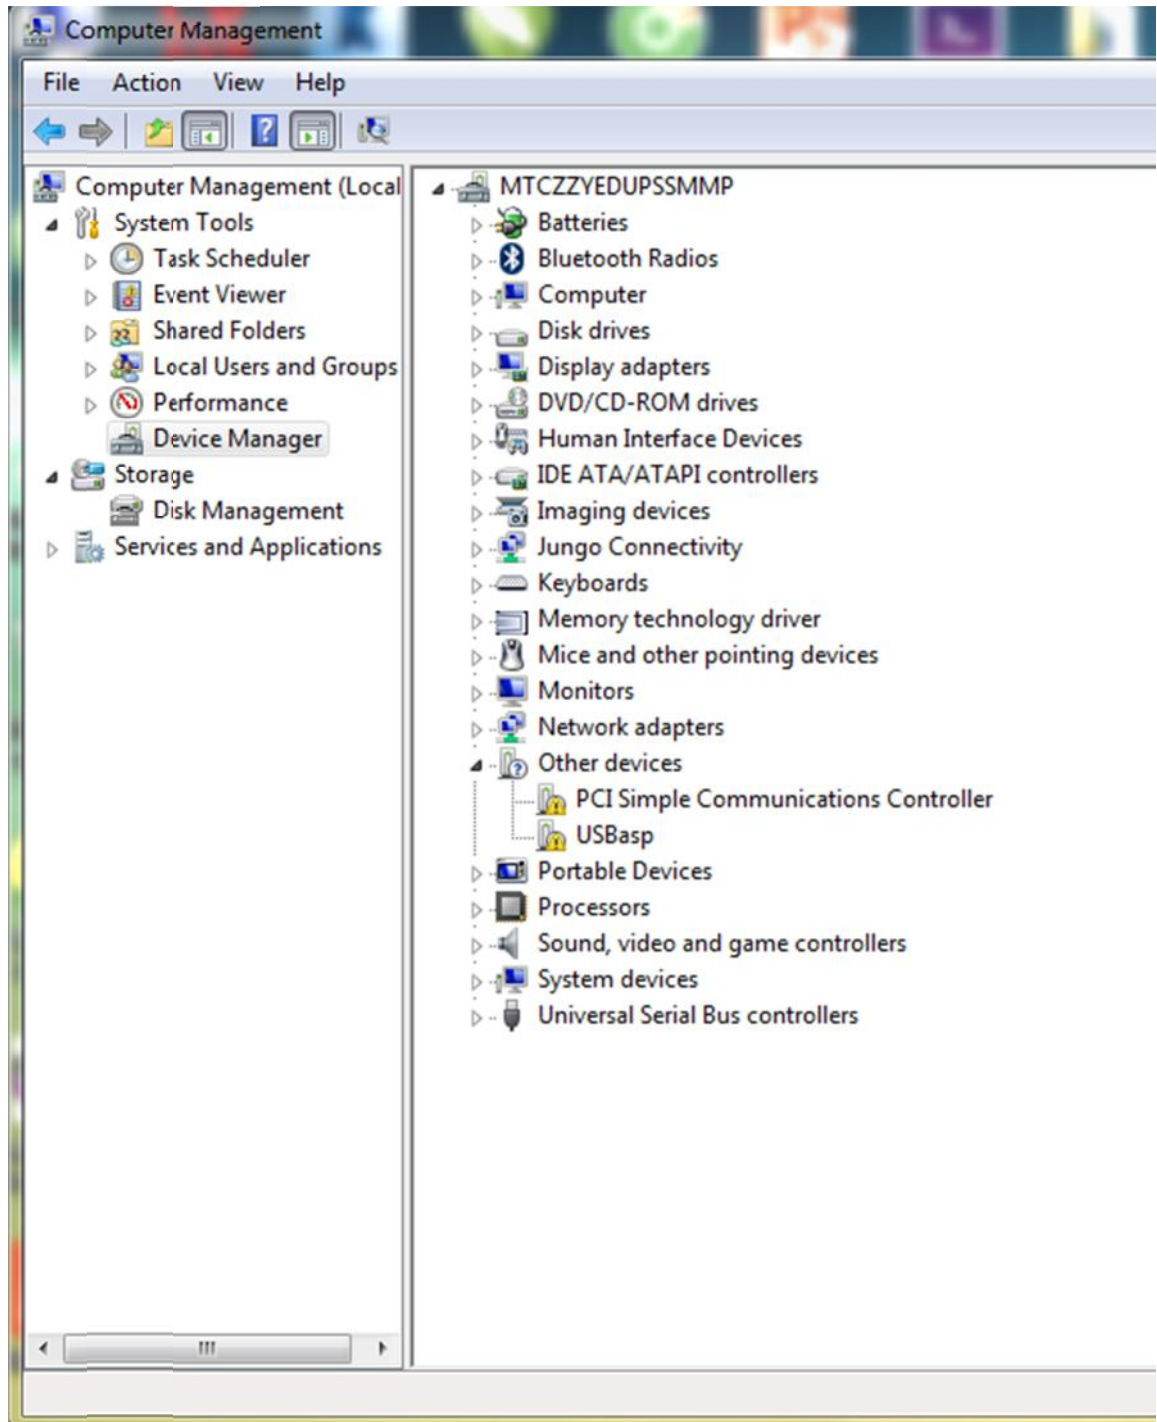 Computer Management
File Action View Help
Computer Management (Local
System Tools
Task Scheduler
Event Viewer
Shared Folders
Local Users and Groups
Performance
Device Manager
Storage
Disk Management
Services and Applications
MTCZZYEDUPSSMMP
Batteries
Bluetooth Radios
Computer
Disk drives
Display adapters
DVD/CD-ROM drives
Human Interface Devices
IDE ATA/ATAPI controllers
Imaging devices
Jungo Connectivity
Keyboards
Memory technology driver
Mice and other pointing devices
Monitors
Network adapters
Other devices
PCI Simple Communications Controller
USBasp
Portable Devices
Processors
Sound, video and game controllers
System devices
Universal Serial Bus controllers